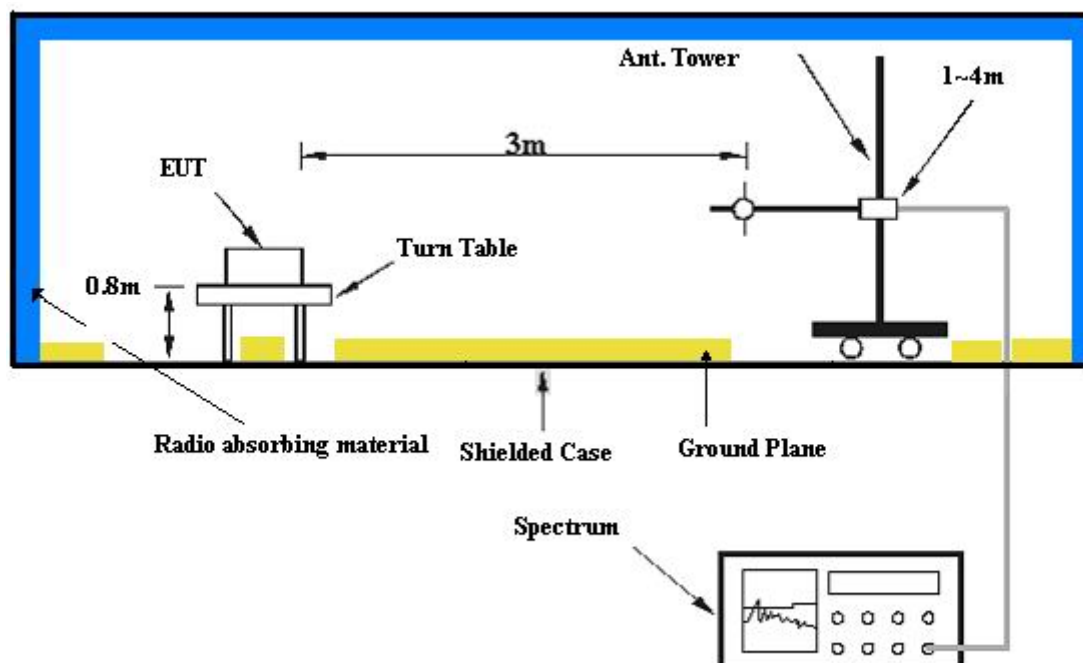 Ant. Tower
1~4m
3m
EUT
Turn Table
0.8m
Radio absorbing material
Shielded Case
Ground Plane
Spectrum